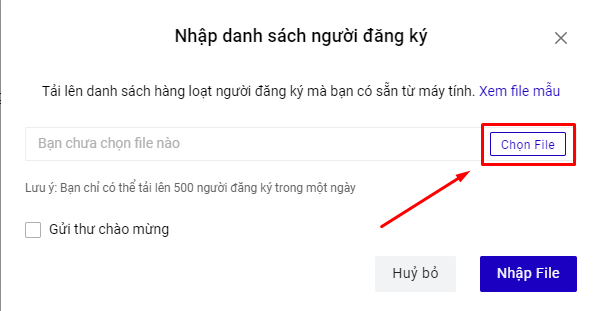 Nhập danh sách người đăng ký
Tải lên danh sách hàng loạt người đăng ký mà bạn có sẵn từ máy tính. Xem file mẫu
Bạn chưa chọn file nào
Chọn File
Lưu ý: Bạn chỉ có thể tải lên 500 người đăng ký trong một ngày
Gửi thư chào mừng
Huỷ bỏ
Nhập File